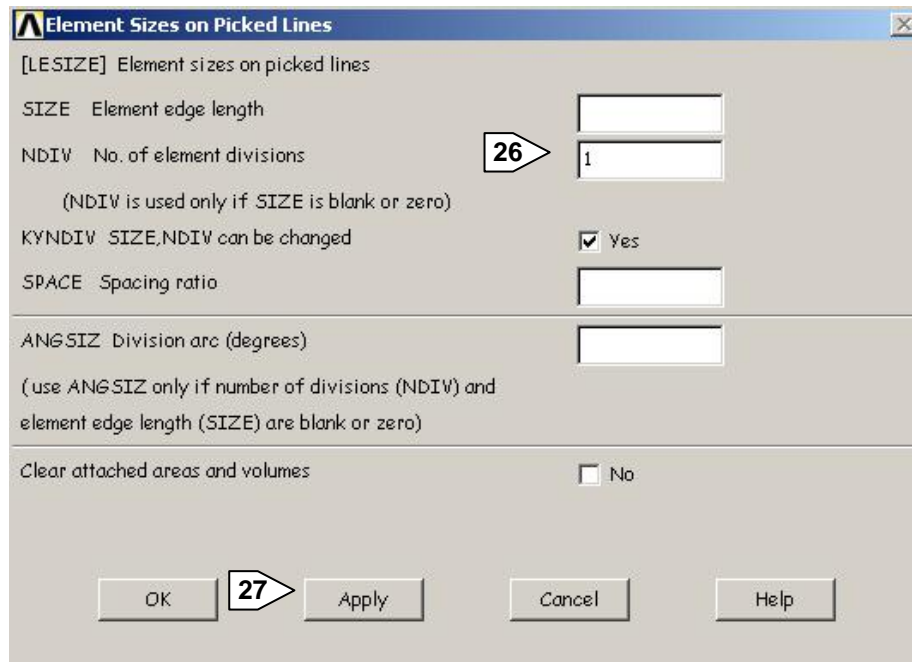 Element Sizes on Picked Lines
[LESIZE] Element sizes on picked lines
SIZE Element edge length
NDIV No. of element divisions
26
1
(NDIV is used only if SIZE is blank or zero)
KYNDIV SIZE,NDIV can be changed
Yes
SPACE Spacing ratio
ANGSIZ Division arc (degrees)
(use ANGSIZ only if number of divisions (NDIV) and
element edge length (SIZE) are blank or zero)
Clear attached areas and volumes
No
OK
27
Apply
Cancel
Help